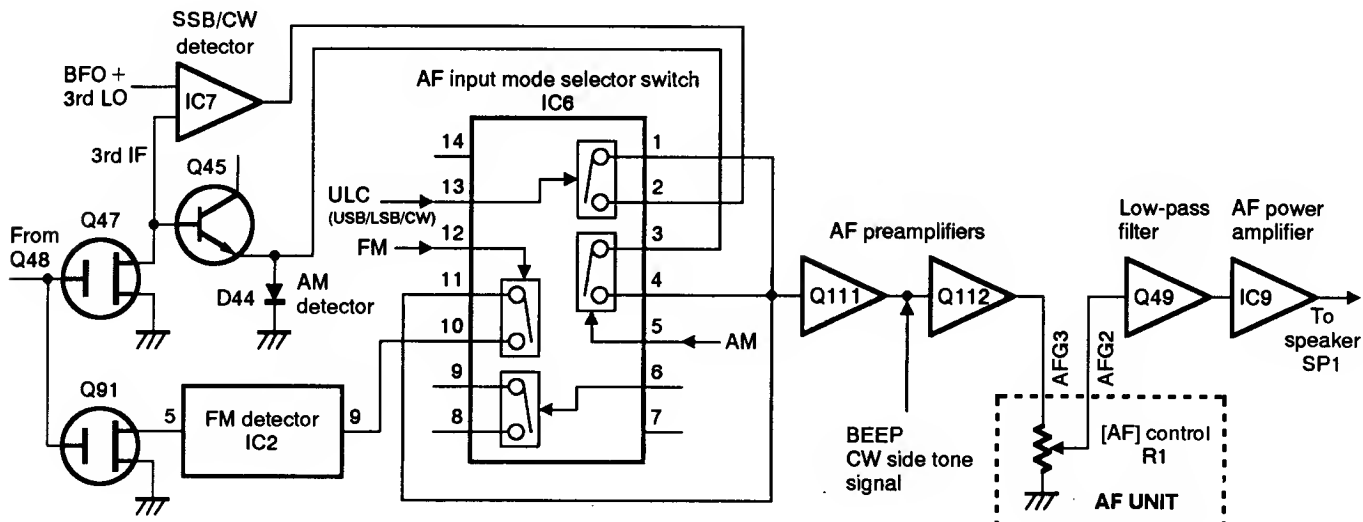 SSB/CW
detector
BFO +
3rd LO
IC7
3rd IF
Q45
Q47
From
Q48
D44
AM
detector
Q91
5
FM detector
IC2
9
AF input mode selector switch
IC6
14
13
12
11
10
9
8
1
2
3
4
5
6
7
ULC
(USB/LSB/CW)
FM
AM
AF preamplifiers
Q111
Q112
BEEP
CW side tone
signal
AFG3
AFG2
Low-pass
filter
Q49
AF power
amplifier
IC9
To
speaker
SP1
[AF] control
R1
AF UNIT